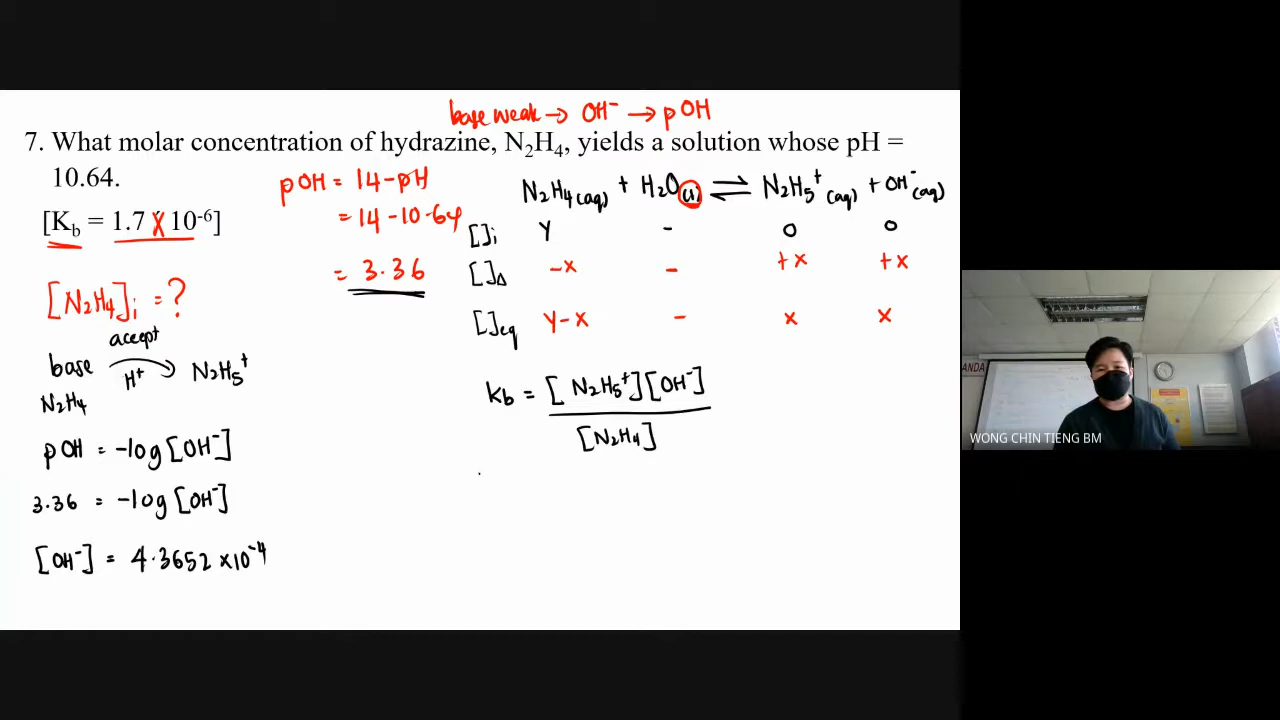 base weak → OH⁻ → pOH
7. What molar concentration of hydrazine, N₂H₄, yields a solution whose pH =
10.64.
[K_b = 1.7 X 10⁻⁶]
pOH = 14 - pH
= 14 - 10.64
= 3.36
N₂H₄(aq) + H₂O(l) ⇌ N₂H₅⁺(aq) + OH⁻(aq)
[ ]i y - 0 0
[ ]Δ -x - +x +x
[ ]eq y-x - x x
[N₂H₄]i = ?
accept
base → N₂H₅⁺
H⁺
N₂H₄
pOH = -log[OH⁻]
3.36 = -log[OH⁻]
[OH⁻] = 4.3652 x10⁻⁴
Kb = [N₂H₅⁺][OH⁻]
[N₂H₄]
ANDA
WONG CHIN TIENG BM